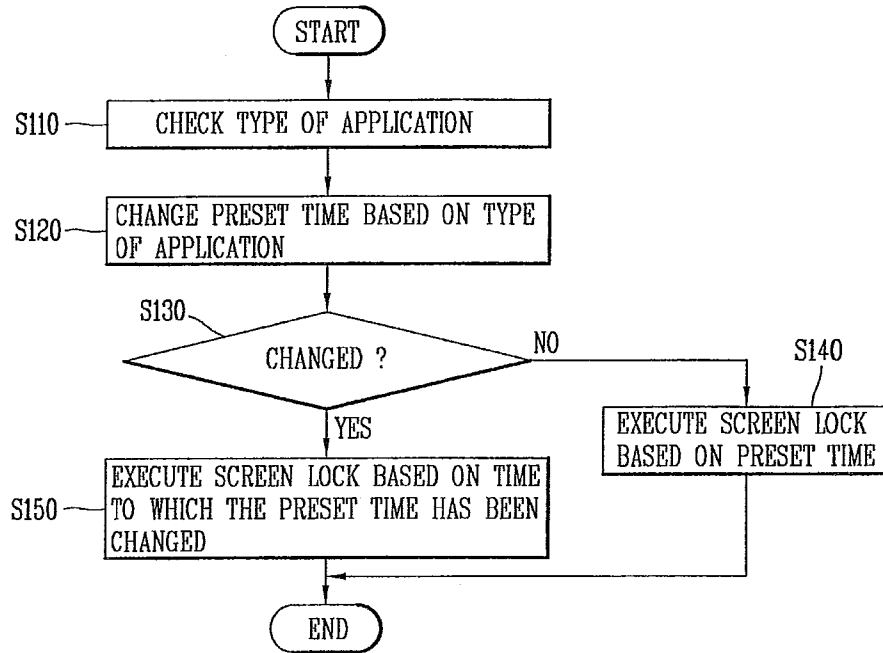 START
S110
CHECK TYPE OF APPLICATION
S120
CHANGE PRESET TIME BASED ON TYPE
OF APPLICATION
S130
CHANGED ?
NO
S140
YES
EXECUTE SCREEN LOCK
BASED ON PRESET TIME
S150
EXECUTE SCREEN LOCK BASED ON TIME
TO WHICH THE PRESET TIME HAS BEEN
CHANGED
END